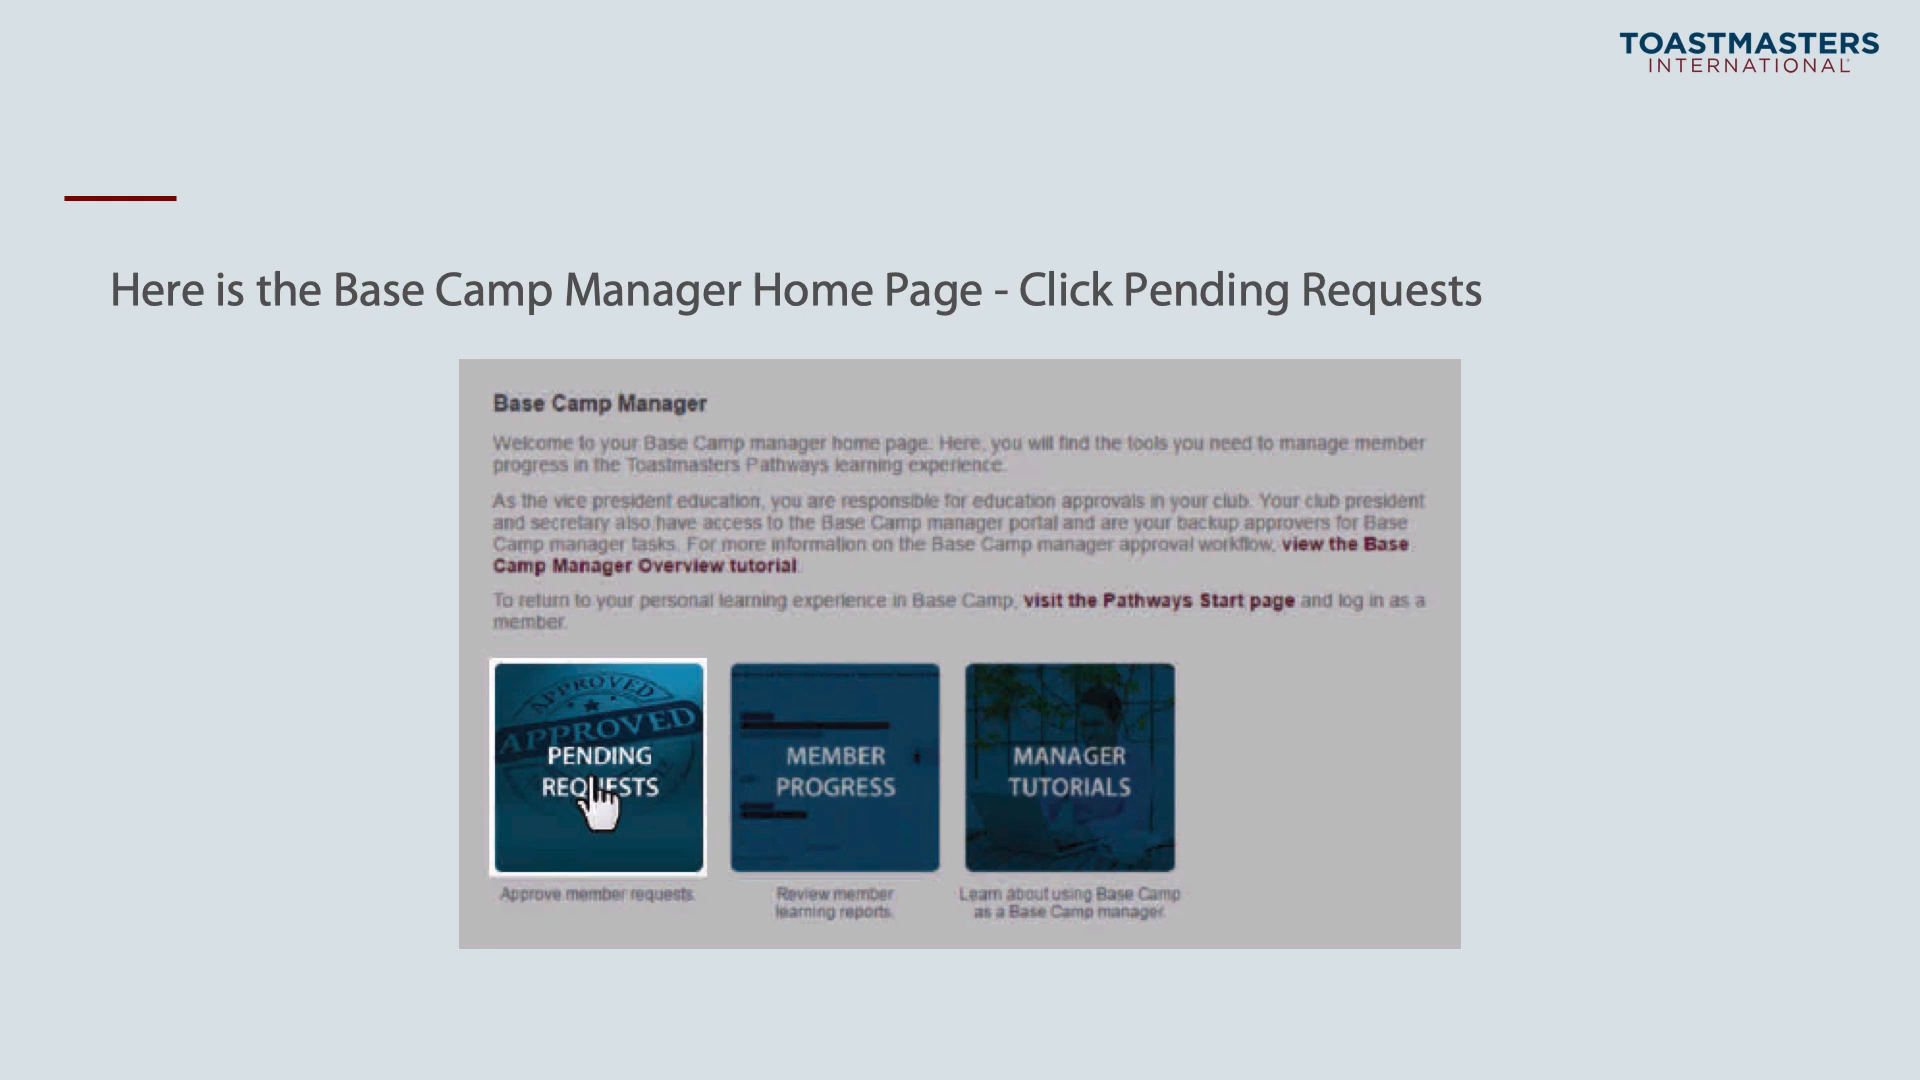 TOASTMASTERS
INTERNATIONAL
Here is the Base Camp Manager Home Page - Click Pending Requests
Base Camp Manager
Welcome to your Base Camp manager home page. Here, you will find the tools you need to manage member
progress in the Toastmasters Pathways learning experience.
As the vice president education, you are responsible for education approvals in your club. Your club president
and secretary also have access to the Base Camp manager portal and are your backup approvers for Base
Camp manager tasks. For more information on the Base Camp manager approval workflow, view the Base
Camp Manager Overview tutorial.
To return to your personal learning experience in Base Camp, visit the Pathways Start page and log in as a
member.
APPROVED
APPROVED
PENDING
REQUESTS
MEMBER
PROGRESS
MANAGER
TUTORIALS
Approve member requests.
Review member
learning reports.
Learn about using Base Camp
as a Base Camp manager.